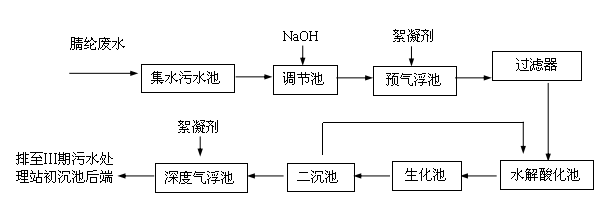 腈纶废水
NaOH
絮凝剂
集水污水池
调节池
预气浮池
过滤器
絮凝剂
排至III期污水处
理站初沉池后端
深度气浮池
二沉池
生化池
水解酸化池